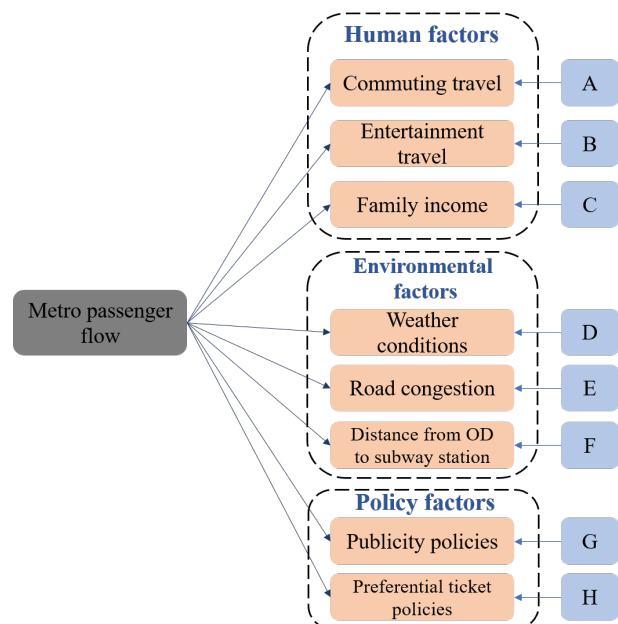 Human factors
Commuting travel
A
Entertainment
travel
B
Family income
C
Metro passenger
flow
Environmental
factors
Weather
conditions
D
Road congestion
E
Distance from OD
to subway station
F
Policy factors
Publicity policies
G
Preferential ticket
policies
H